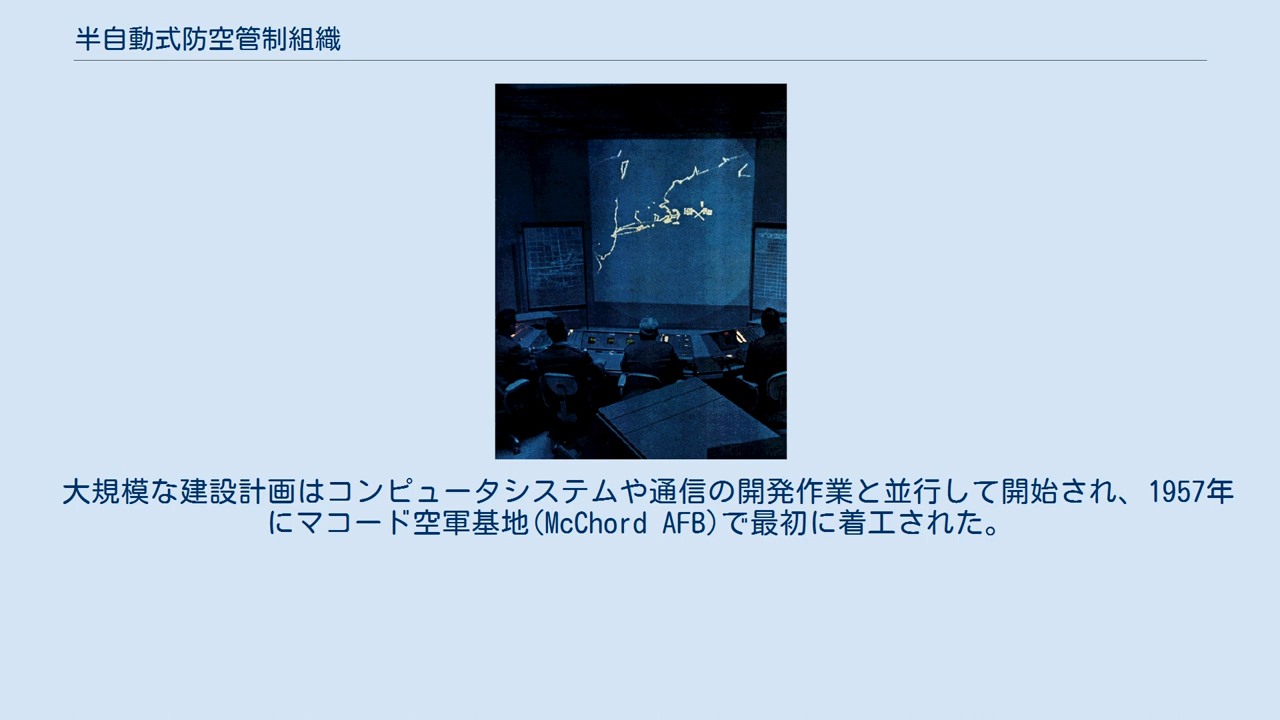 半自動式防空管制組織
大規模な建設計画はコンピュータシステムや通信の開発作業と並行して開始され、1957年
にマコード空軍基地(McChord AFB)で最初に着工された。